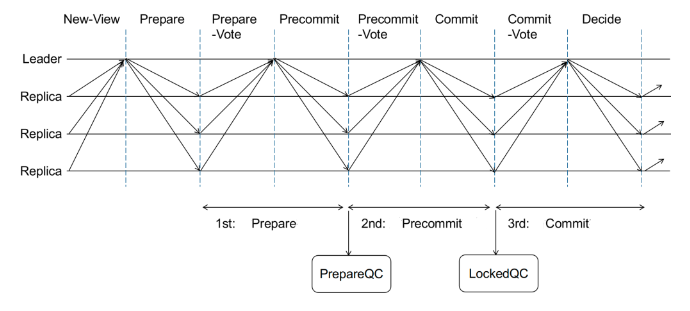 New-View Prepare Prepare Precommit Precommit Commit Commit Decide
-Vote -Vote -Vote
Leader
Replica
Replica
Replica
1st: Prepare 2nd: Precommit 3rd: Commit
PrepareQC LockedQC